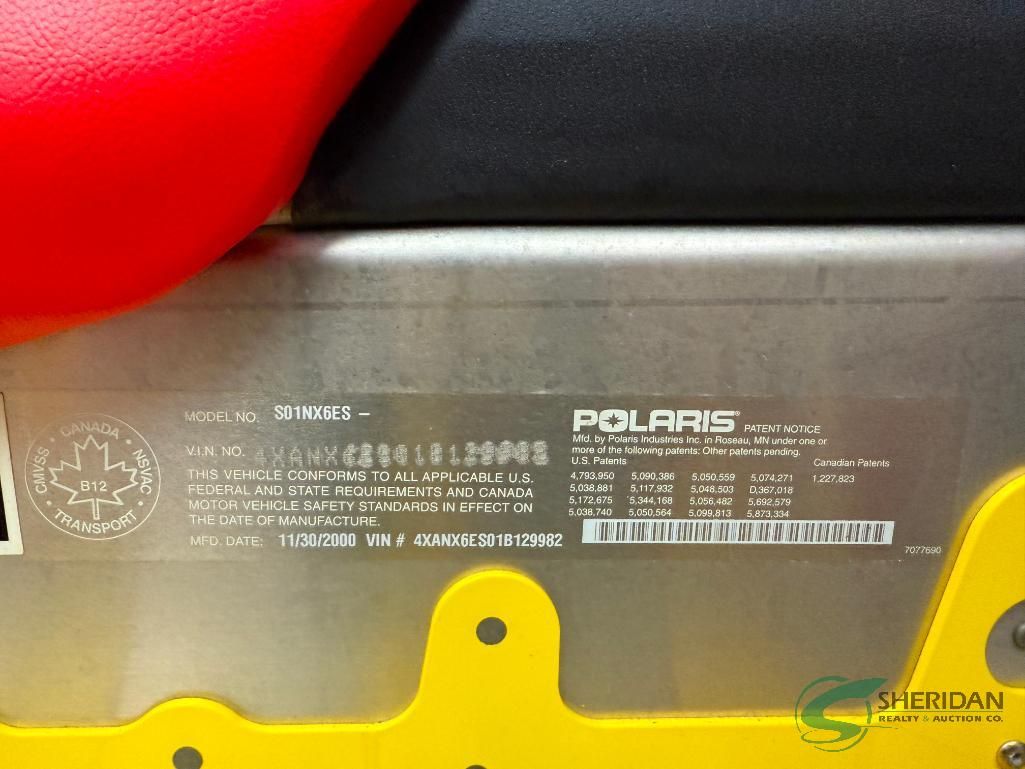 MODEL NO. S01NX6ES –
V.I.N. NO.
THIS VEHICLE CONFORMS TO ALL APPLICABLE U.S.
FEDERAL AND STATE REQUIREMENTS AND CANADA
MOTOR VEHICLE SAFETY STANDARDS IN EFFECT ON
THE DATE OF MANUFACTURE.
MFD. DATE: 11/30/2000 VIN # 4XANX6ES01B129982
CANADA
CMVSS
B12
NSVAC
TRANSPORT
POLARIS® PATENT NOTICE
Mfd. by Polaris Industries Inc. in Roseau, MN under one or
more of the following patents: Other patents pending.
U.S. Patents Canadian Patents
4,793,950 5,090,386 5,050,559 5,074,271 1,227,823
5,038,881 5,117,932 5,048,503 D,367,018
5,172,675 5,344,168 5,056,482 5,692,579
5,038,740 5,050,564 5,099,813 5,873,334
7077690
SHERIDAN
REALTY & AUCTION CO.